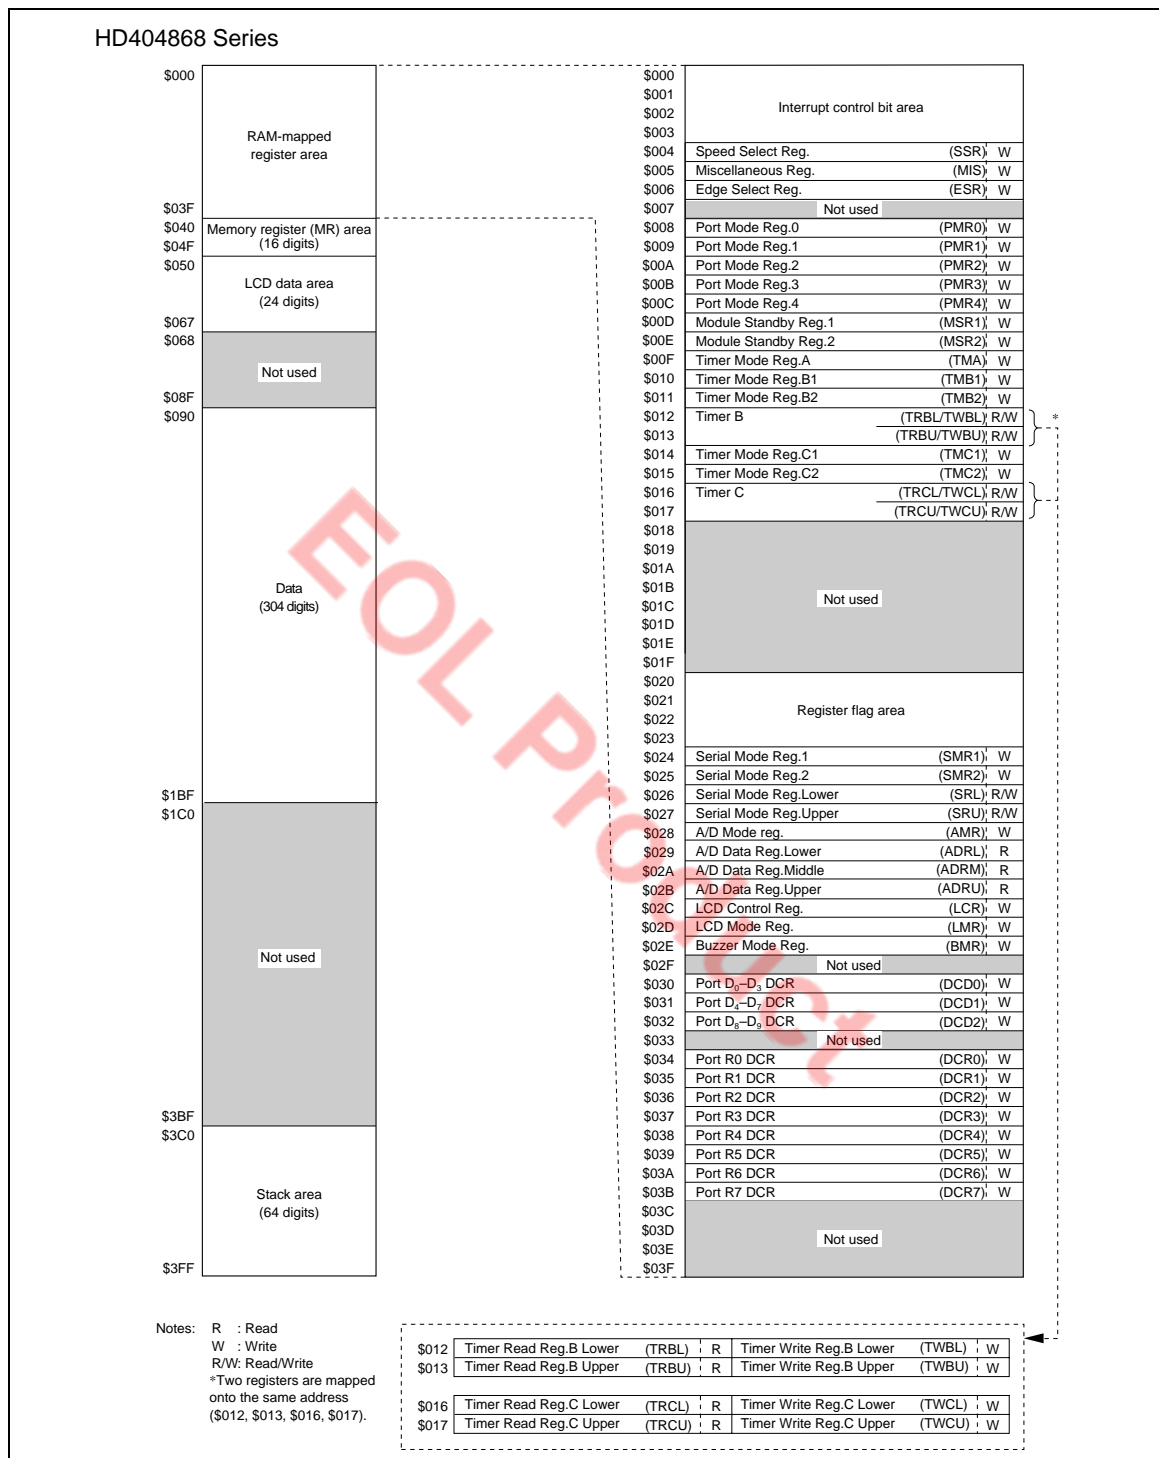 HD404868 Series
$000
RAM-mapped
register area
$03F
$040
Memory register (MR) area
(16 digits)
$04F
$050
LCD data area
(24 digits)
$067
$068
Not used
$08F
$090
Data
(304 digits)
$1BF
$1C0
Not used
$3BF
$3C0
Stack area
(64 digits)
$3FF
$000
$001
Interrupt control bit area
$002
$003
$004 Speed Select Reg. (SSR) W
$005 Miscellaneous Reg. (MIS) W
$006 Edge Select Reg. (ESR) W
$007 Not used
$008 Port Mode Reg.0 (PMR0) W
$009 Port Mode Reg.1 (PMR1) W
$00A Port Mode Reg.2 (PMR2) W
$00B Port Mode Reg.3 (PMR3) W
$00C Port Mode Reg.4 (PMR4) W
$00D Module Standby Reg.1 (MSR1) W
$00E Module Standby Reg.2 (MSR2) W
$00F Timer Mode Reg.A (TMA) W
$010 Timer Mode Reg.B1 (TMB1) W
$011 Timer Mode Reg.B2 (TMB2) W
$012 Timer B (TRBL/TWBL) R/W *
$013 (TRBU/TWBU) R/W
$014 Timer Mode Reg.C1 (TMC1) W
$015 Timer Mode Reg.C2 (TMC2) W
$016 Timer C (TRCL/TWCL) R/W
$017 (TRCU/TWCU) R/W
$018
$019
$01A
$01B
Not used
$01C
$01D
$01E
$01F
$020
$021
Register flag area
$022
$023
$024 Serial Mode Reg.1 (SMR1) W
$025 Serial Mode Reg.2 (SMR2) W
$026 Serial Mode Reg.Lower (SRL) R/W
$027 Serial Mode Reg.Upper (SRU) R/W
$028 A/D Mode reg. (AMR) W
$029 A/D Data Reg.Lower (ADRL) R
$02A A/D Data Reg.Middle (ADRM) R
$02B A/D Data Reg.Upper (ADRU) R
$02C LCD Control Reg. (LCR) W
$02D LCD Mode Reg. (LMR) W
$02E Buzzer Mode Reg. (BMR) W
$02F Not used
$030 Port D0–D3 DCR (DCD0) W
$031 Port D4–D7 DCR (DCD1) W
$032 Port D8–D9 DCR (DCD2) W
$033 Not used
$034 Port R0 DCR (DCR0) W
$035 Port R1 DCR (DCR1) W
$036 Port R2 DCR (DCR2) W
$037 Port R3 DCR (DCR3) W
$038 Port R4 DCR (DCR4) W
$039 Port R5 DCR (DCR5) W
$03A Port R6 DCR (DCR6) W
$03B Port R7 DCR (DCR7) W
$03C
$03D
Not used
$03E
$03F
EOL Product
Notes: R : Read
W : Write
R/W: Read/Write
*Two registers are mapped
onto the same address
($012, $013, $016, $017).
$012 Timer Read Reg.B Lower (TRBL) R Timer Write Reg.B Lower (TWBL) W
$013 Timer Read Reg.B Upper (TRBU) R Timer Write Reg.B Upper (TWBU) W
$016 Timer Read Reg.C Lower (TRCL) R Timer Write Reg.C Lower (TWCL) W
$017 Timer Read Reg.C Upper (TRCU) R Timer Write Reg.C Upper (TWCU) W